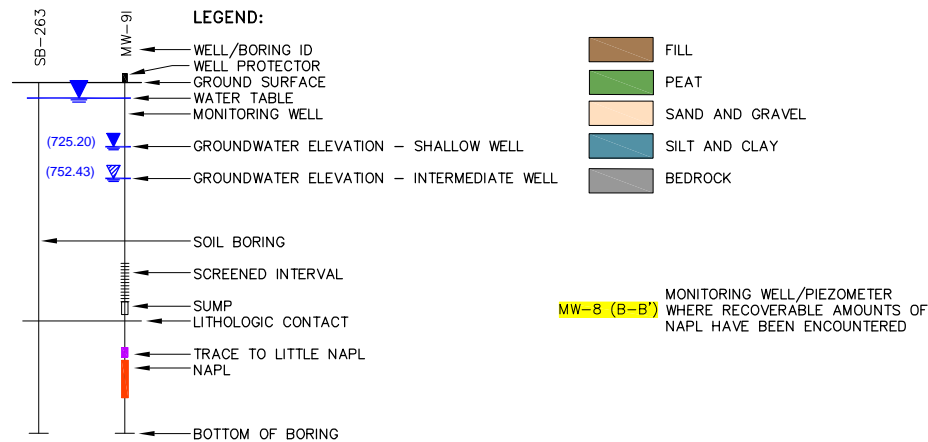 SB-263
MW-9I
LEGEND:
WELL/BORING ID
WELL PROTECTOR
GROUND SURFACE
WATER TABLE
MONITORING WELL
(725.20)
GROUNDWATER ELEVATION – SHALLOW WELL
(752.43)
GROUNDWATER ELEVATION – INTERMEDIATE WELL
SOIL BORING
SCREENED INTERVAL
SUMP
LITHOLOGIC CONTACT
TRACE TO LITTLE NAPL
NAPL
BOTTOM OF BORING
FILL
PEAT
SAND AND GRAVEL
SILT AND CLAY
BEDROCK
MW-8 (B-B')
MONITORING WELL/PIEZOMETER
WHERE RECOVERABLE AMOUNTS OF
NAPL HAVE BEEN ENCOUNTERED